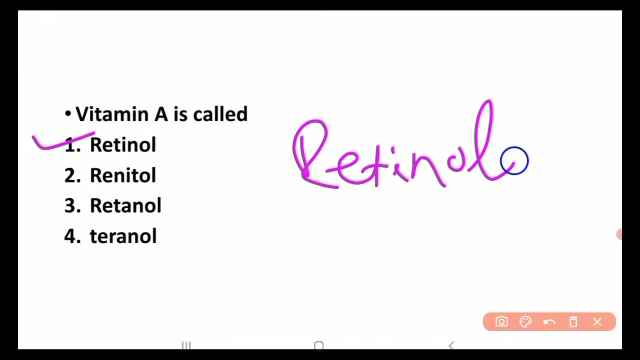 • Vitamin A is called
1. Retinol
2. Renitol
3. Retanol
4. teranol
Retinol